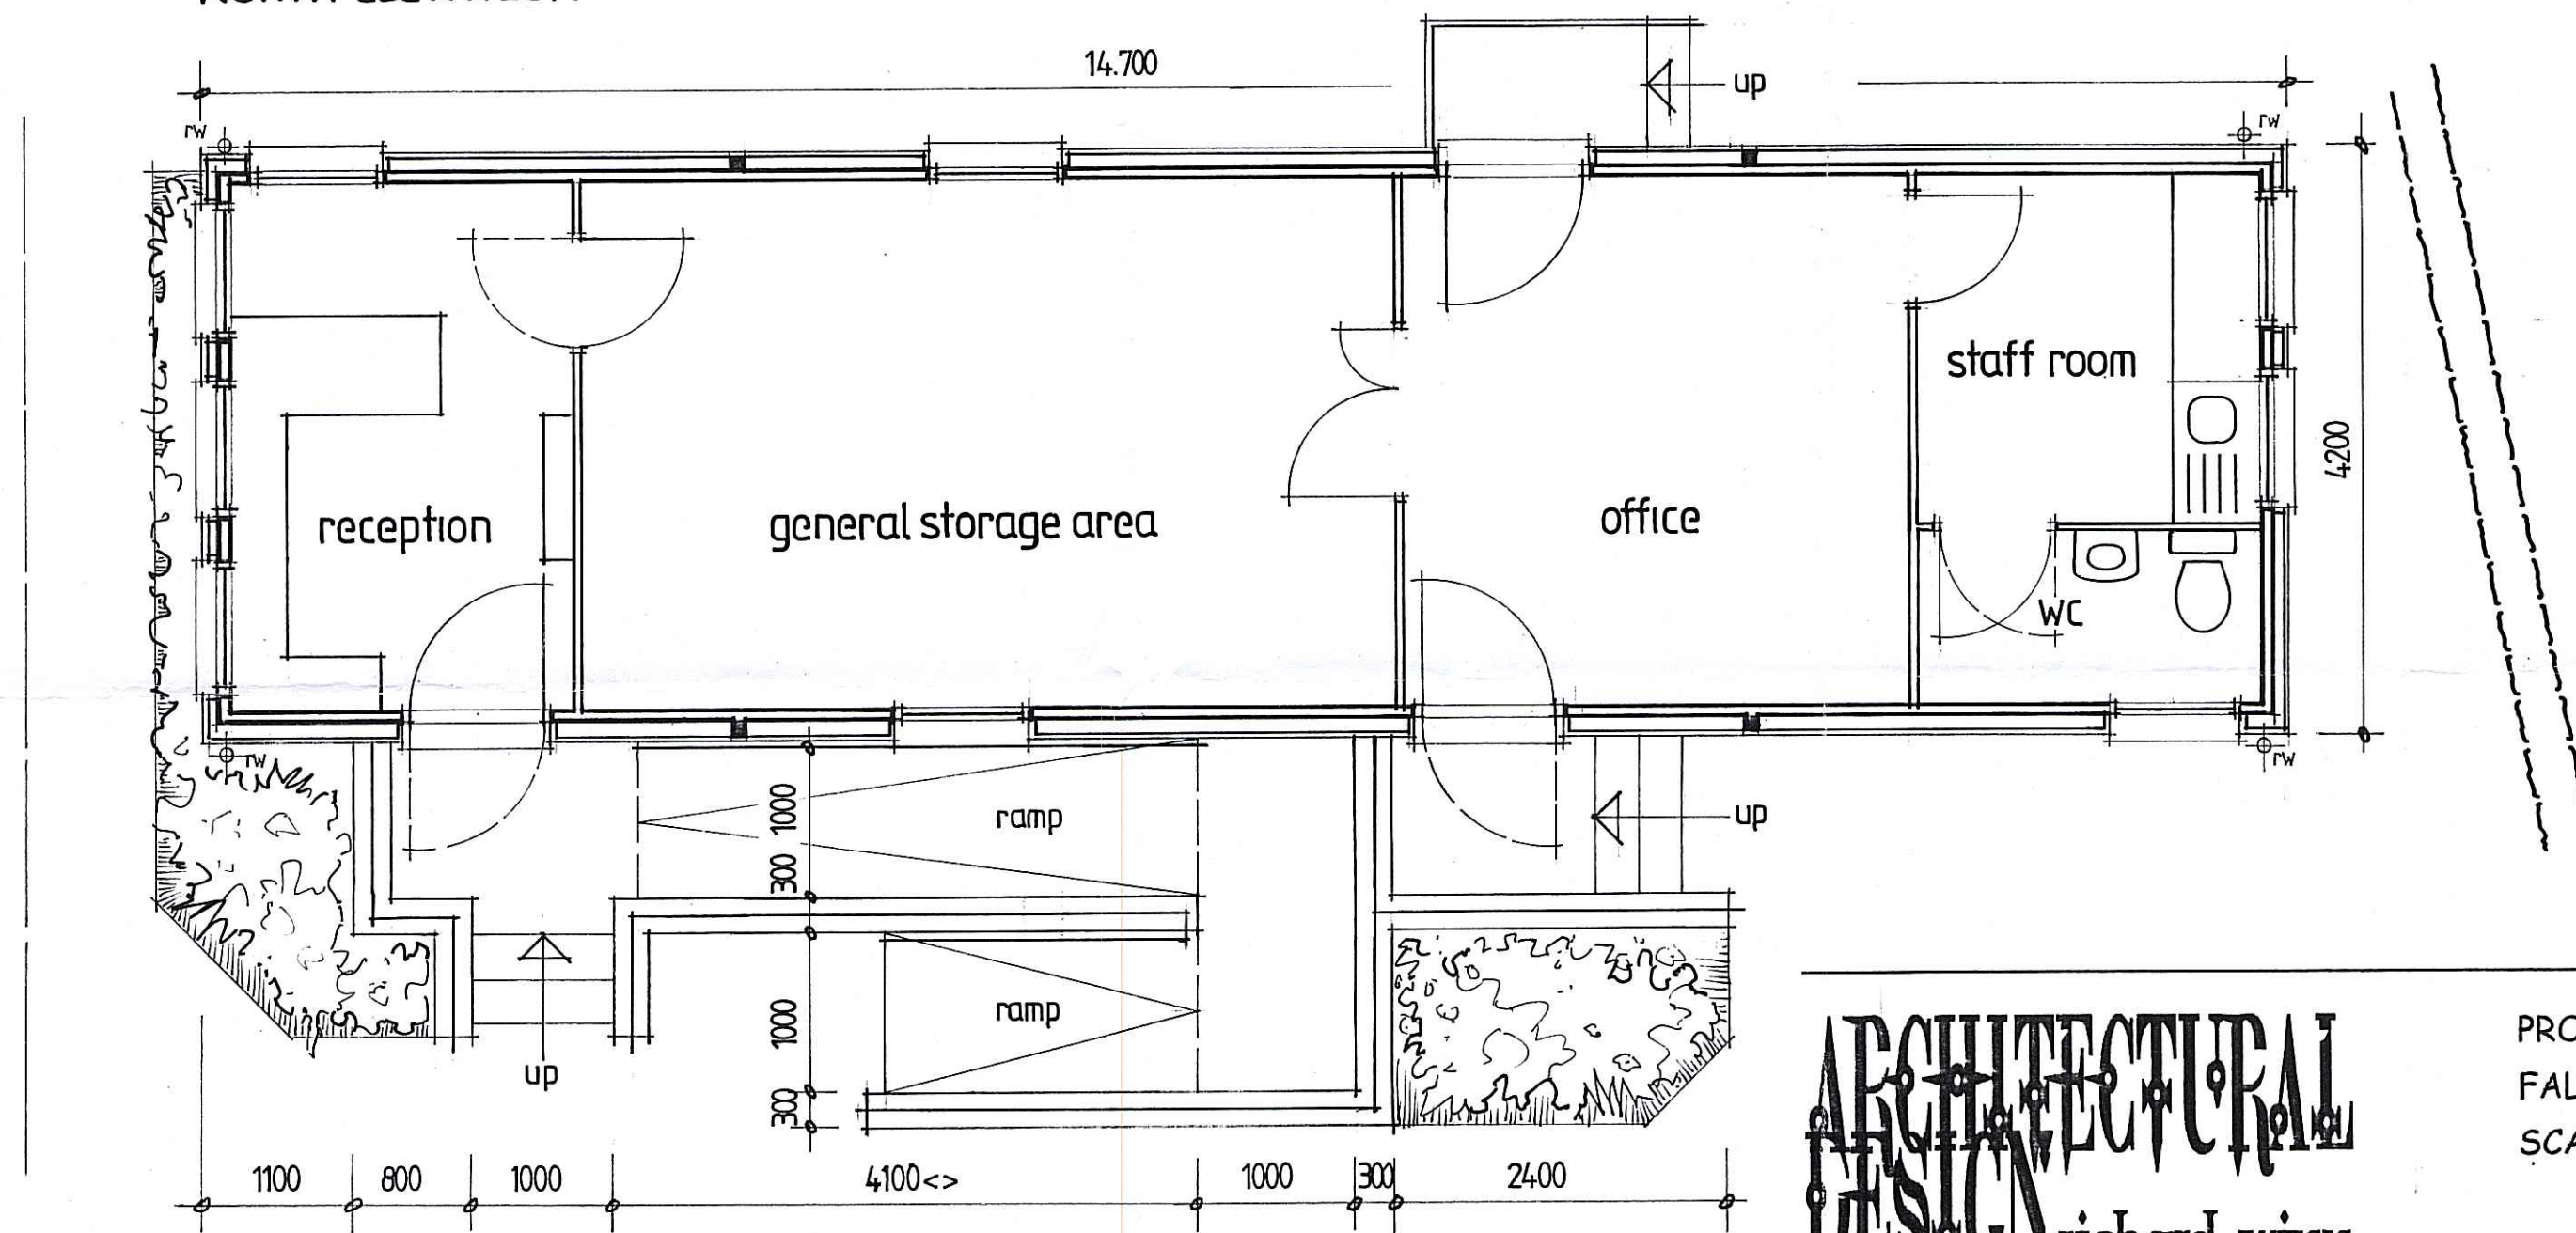 14.700
up
rw
rw
staff room
4200
reception
general storage area
office
WC
rw
rw
1000
ramp
up
300
1000
ramp
up
300
1100
800
1000
4100<>
1000
300
2400
ARCHITECTURAL
DESIGN
PRO
FAL
SCA